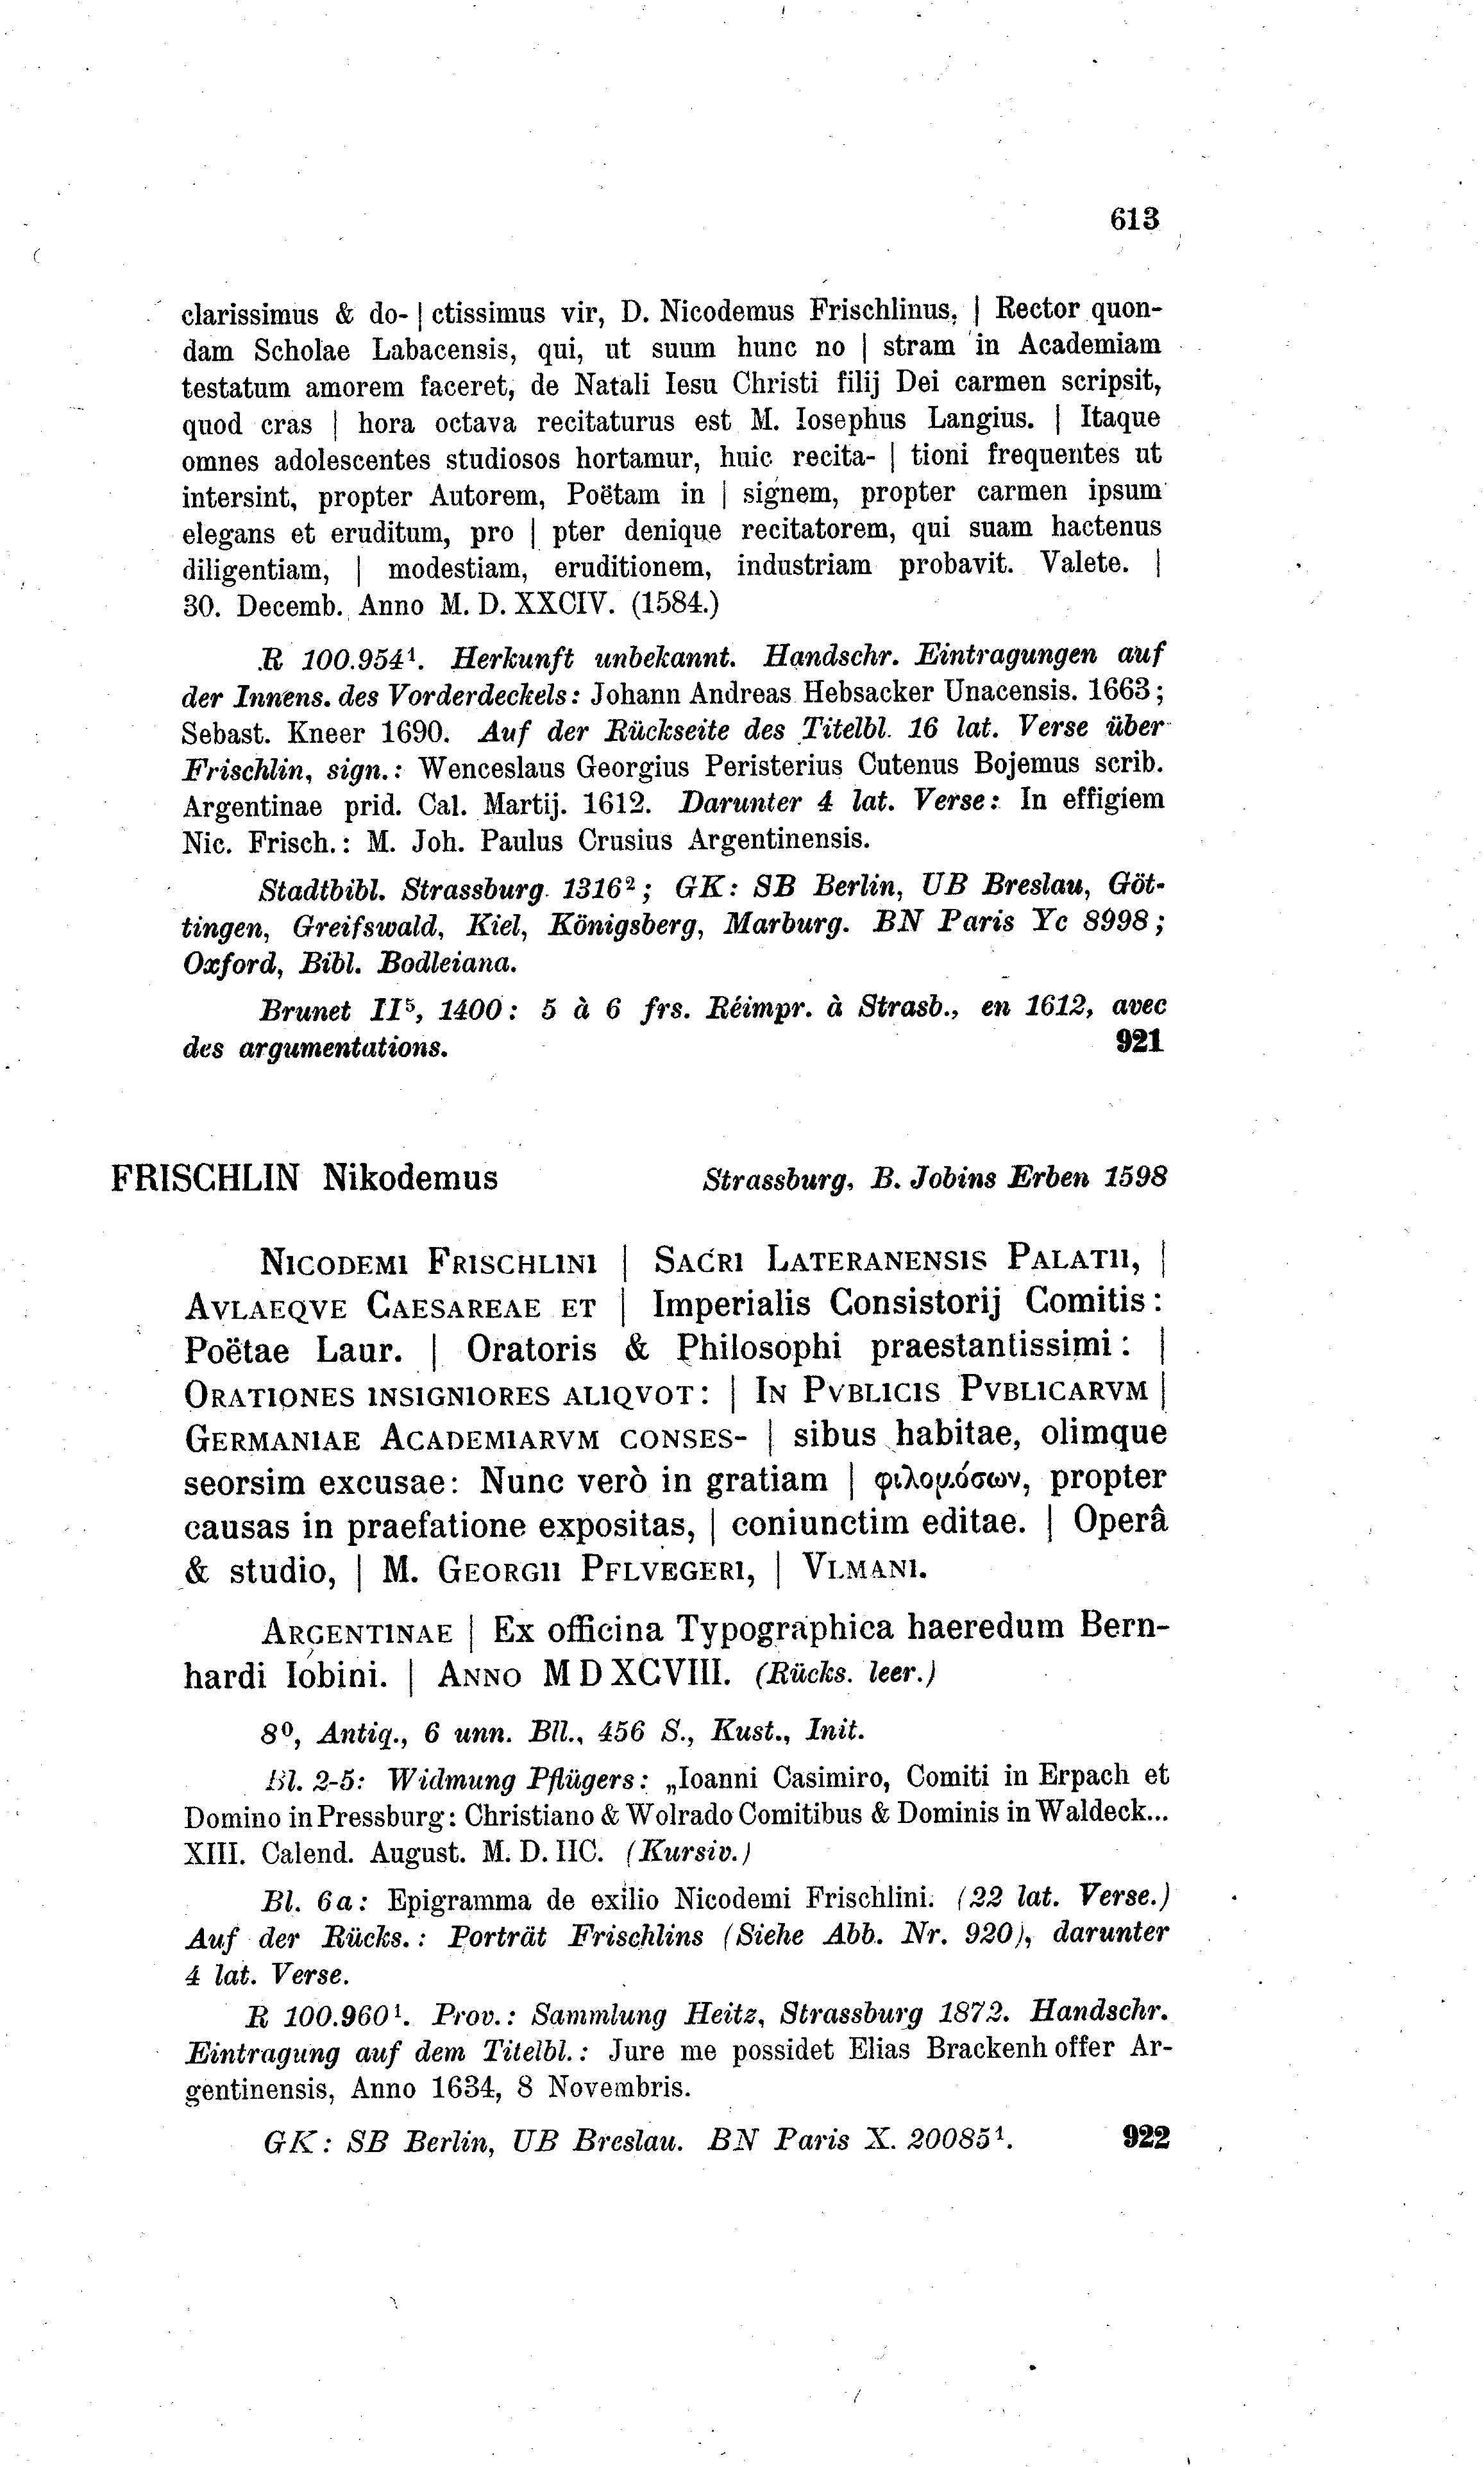 613
clarissimus & do- | ctissimus vir, D. Nicodemus Frischlinus, | Rector quon-
dam Scholae Labacensis, qui, ut suum hunc no | stram in Academiam
testatum amorem faceret, de Natali Iesu Christi filij Dei carmen scripsit,
quod cras | hora octava recitaturus est M. Iosephus Langius. | Itaque
omnes adolescentes studiosos hortamur, huic recita- | tioni frequentes ut
intersint, propter Autorem, Poëtam in | signem, propter carmen ipsum
elegans et eruditum, pro | pter denique recitatorem, qui suam hactenus
diligentiam, | modestiam, eruditionem, industriam probavit. Valete. |
30. Decemb. Anno M. D. XXCIV. (1584.)
R 100.954¹. Herkunft unbekannt. Handschr. Eintragungen auf
der Innens. des Vorderdeckels: Johann Andreas Hebsacker Unacensis. 1663;
Sebast. Kneer 1690. Auf der Rückseite des Titelbl. 16 lat. Verse über
Frischlin, sign.: Wenceslaus Georgius Peristerius Cutenus Bojemus scrib.
Argentinae prid. Cal. Martij. 1612. Darunter 4 lat. Verse: In effigiem
Nic. Frisch.: M. Joh. Paulus Crusius Argentinensis.
Stadtbibl. Strassburg 1316²; GK: SB Berlin, UB Breslau, Göt-
tingen, Greifswald, Kiel, Königsberg, Marburg. BN Paris Yc 8998;
Oxford, Bibl. Bodleiana.
Brunet II⁵, 1400: 5 à 6 frs. Réimpr. à Strasb., en 1612, avec
des argumentations. 921
FRISCHLIN Nikodemus Strassburg, B. Jobins Erben 1598
NICODEMI FRISCHLINI | SACRI LATERANENSIS PALATII, |
AVLAEQVE CAESAREAE ET | Imperialis Consistorij Comitis:
Poëtae Laur. | Oratoris & Philosophi praestantissimi: |
ORATIONES INSIGNIORES ALIQVOT: | IN PVBLICIS PVBLICARVM |
GERMANIAE ACADEMIARVM CONSES- | sibus habitae, olimque
seorsim excusae: Nunc verò in gratiam | φιλομόσων, propter
causas in praefatione expositas, | coniunctim editae. | Operâ
& studio, | M. GEORGII PFLVEGERI, | VLMANI.
ARGENTINAE | Ex officina Typographica haeredum Bern-
hardi Iobini. | ANNO M D XCVIII. (Rücks. leer.)
8⁰, Antiq., 6 unn. Bll., 456 S., Kust., Init.
Bl. 2-5: Widmung Pflügers: „Ioanni Casimiro, Comiti in Erpach et
Domino in Pressburg: Christiano & Wolrado Comitibus & Dominis in Waldeck...
XIII. Calend. August. M. D. IIC. (Kursiv.)
Bl. 6a: Epigramma de exilio Nicodemi Frischlini. (22 lat. Verse.)
Auf der Rücks.: Porträt Frischlins (Siehe Abb. Nr. 920), darunter
4 lat. Verse.
R 100.960¹. Prov.: Sammlung Heitz, Strassburg 1872. Handschr.
Eintragung auf dem Titelbl.: Jure me possidet Elias Brackenh offer Ar-
gentinensis, Anno 1634, 8 Novembris.
GK: SB Berlin, UB Breslau. BN Paris X. 20085¹. 922